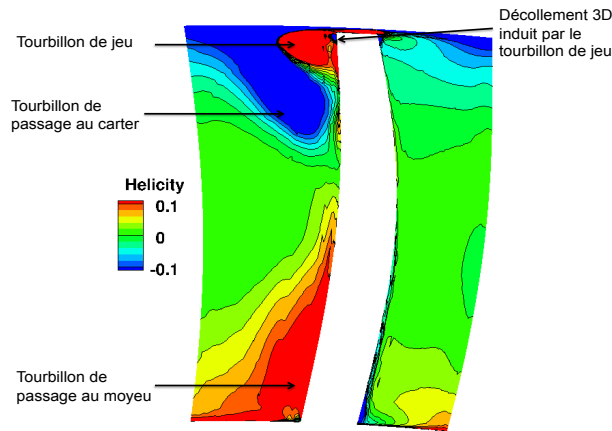 Tourbillon de jeu
Décollement 3D
induit par le
tourbillon de jeu
Tourbillon de
passage au carter
Helicity
0.1
0
-0.1
Tourbillon de
passage au moyeu